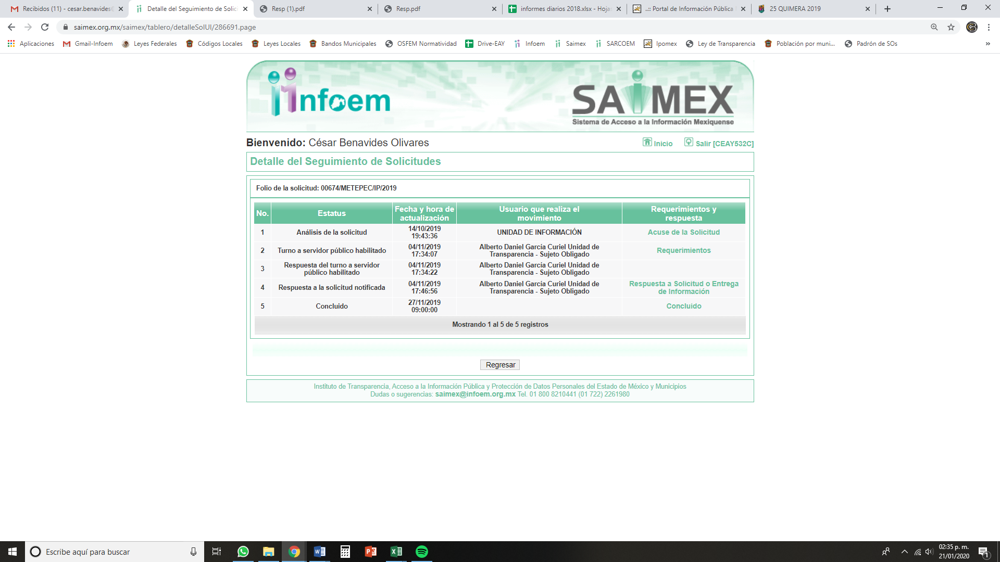 Recibidos (11) - cesar.benavides@
Detalle del Seguimiento de Solic
Resp (1).pdf
Resp.pdf
informes diarios 2018.xlsx - Hoja
..:: Portal de Información Pública
25 QUIMERA 2019
saimex.org.mx/saimex/tablero/detalleSolUI/286691.page
Aplicaciones
Gmail-Infoem
Leyes Federales
Códigos Locales
Leyes Locales
Bandos Municipales
OSFEM Normatividad
Drive-EAY
Infoem
Saimex
SARCOEM
Ipomex
Ley de Transparencia
Población por muni...
Padrón de SOs
»
infoem
SAIMEX
Sistema de Acceso a la Información Mexiquense
Bienvenido: César Benavides Olivares
Inicio
Salir [CEAY532C]
Detalle del Seguimiento de Solicitudes
Folio de la solicitud: 00674/METEPEC/IP/2019
No. Estatus Fecha y hora de actualización Usuario que realiza el movimiento Requerimientos y respuesta
1 Análisis de la solicitud 14/10/2019 19:43:36 UNIDAD DE INFORMACIÓN Acuse de la Solicitud
2 Turno a servidor público habilitado 04/11/2019 17:34:07 Alberto Daniel García Curiel Unidad de Transparencia - Sujeto Obligado Requerimientos
3 Respuesta del turno a servidor público habilitado 04/11/2019 17:34:22 Alberto Daniel García Curiel Unidad de Transparencia - Sujeto Obligado
4 Respuesta a la solicitud notificada 04/11/2019 17:46:56 Alberto Daniel García Curiel Unidad de Transparencia - Sujeto Obligado Respuesta a Solicitud o Entrega de Información
5 Concluido 27/11/2019 09:00:00 Concluido
Mostrando 1 al 5 de 5 registros
Regresar
Instituto de Transparencia, Acceso a la Información Pública y Protección de Datos Personales del Estado de México y Municipios
Dudas o sugerencias: saimex@infoem.org.mx Tel. 01 800 8210441 (01 722) 2261980
Escribe aquí para buscar
02:35 p. m.
21/01/2020
1